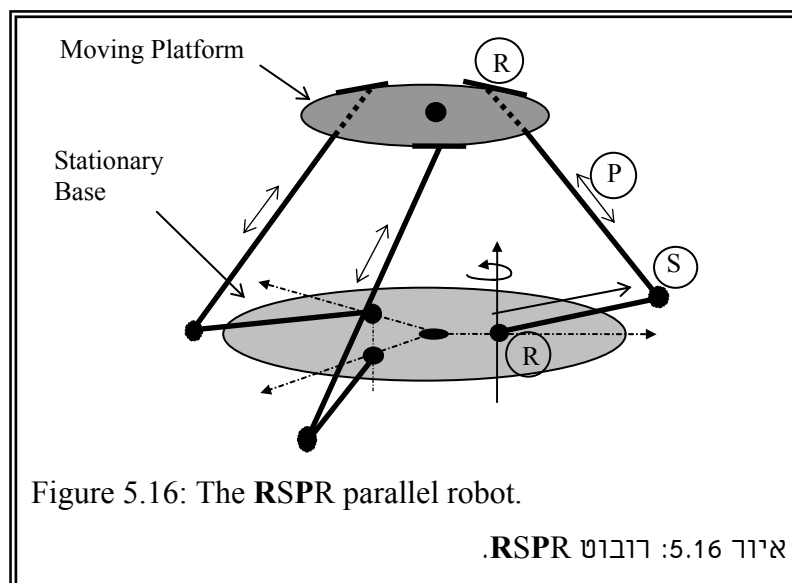 Moving Platform
R
Stationary
Base
P
S
R
Figure 5.16: The RSPR parallel robot.
איור 5.16: רובוט RSPR.